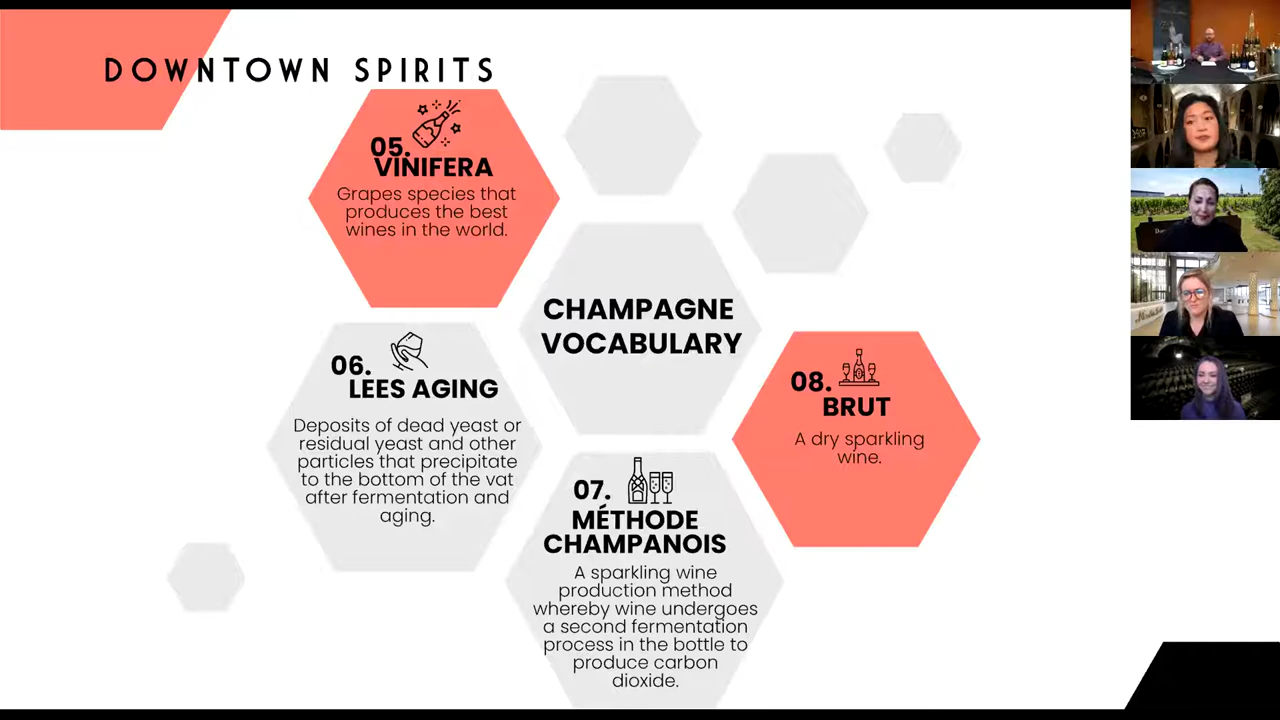 DOWNTOWN SPIRITS
05.
VINIFERA
Grapes species that
produces the best
wines in the world.
CHAMPAGNE
VOCABULARY
06.
LEES AGING
Deposits of dead yeast or
residual yeast and other
particles that precipitate
to the bottom of the vat
after fermentation and
aging.
07.
MÉTHODE
CHAMPANOIS
A sparkling wine
production method
whereby wine undergoes
a second fermentation
process in the bottle to
produce carbon
dioxide.
08.
BRUT
A dry sparkling
wine.